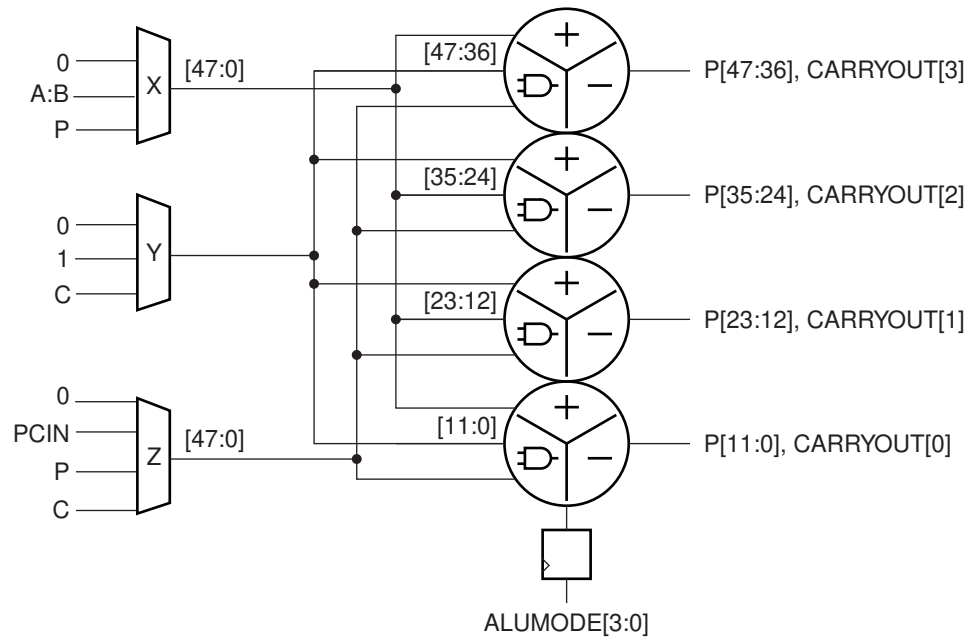 0
A:B
P
X
[47:0]
0
1
C
Y
0
PCIN
P
C
Z
[47:0]
[47:36]
+
−
P[47:36], CARRYOUT[3]
[35:24]
+
−
P[35:24], CARRYOUT[2]
[23:12]
+
−
P[23:12], CARRYOUT[1]
[11:0]
+
−
P[11:0], CARRYOUT[0]
ALUMODE[3:0]